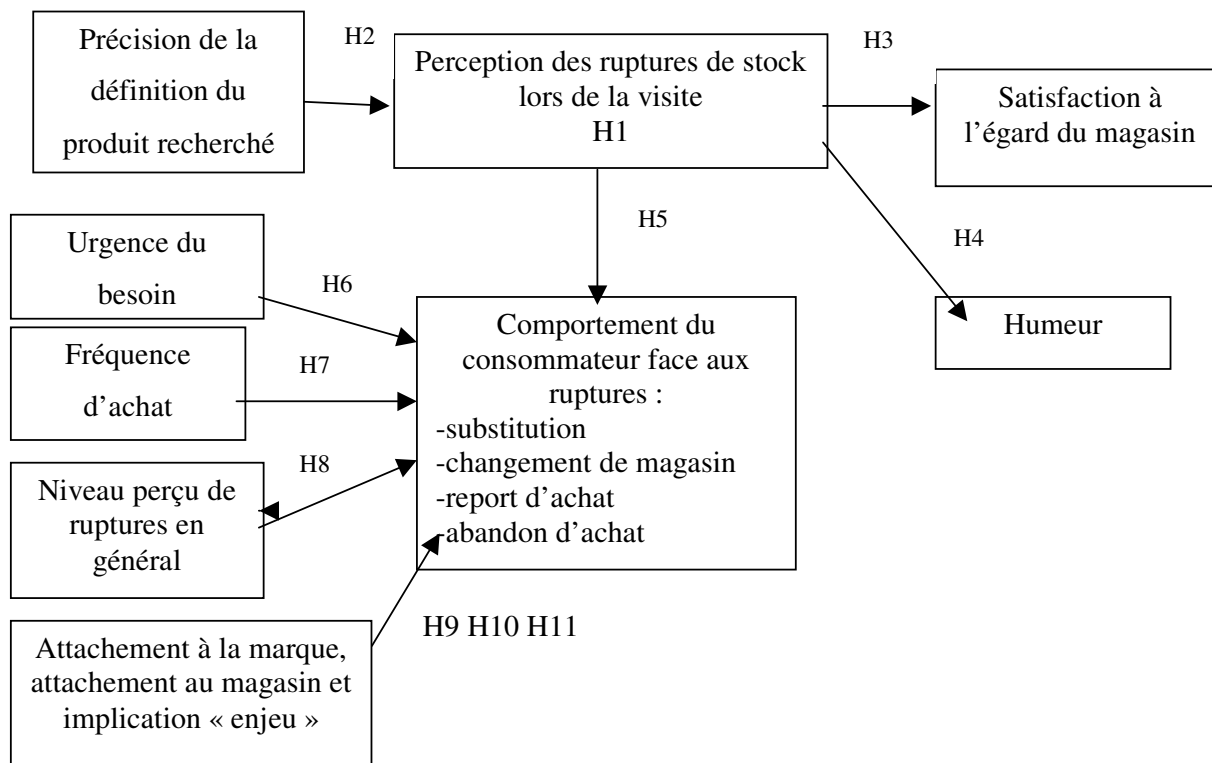 Précision de la
définition du
produit recherché
H2
Perception des ruptures de stock
lors de la visite
H1
H3
Satisfaction à
l’égard du magasin
H5
H4
Humeur
Urgence du
besoin
H6
Fréquence
d’achat
H7
Niveau perçu de
ruptures en
général
H8
Comportement du
consommateur face aux
ruptures :
-substitution
-changement de magasin
-report d’achat
-abandon d’achat
H9 H10 H11
Attachement à la marque,
attachement au magasin et
implication « enjeu »